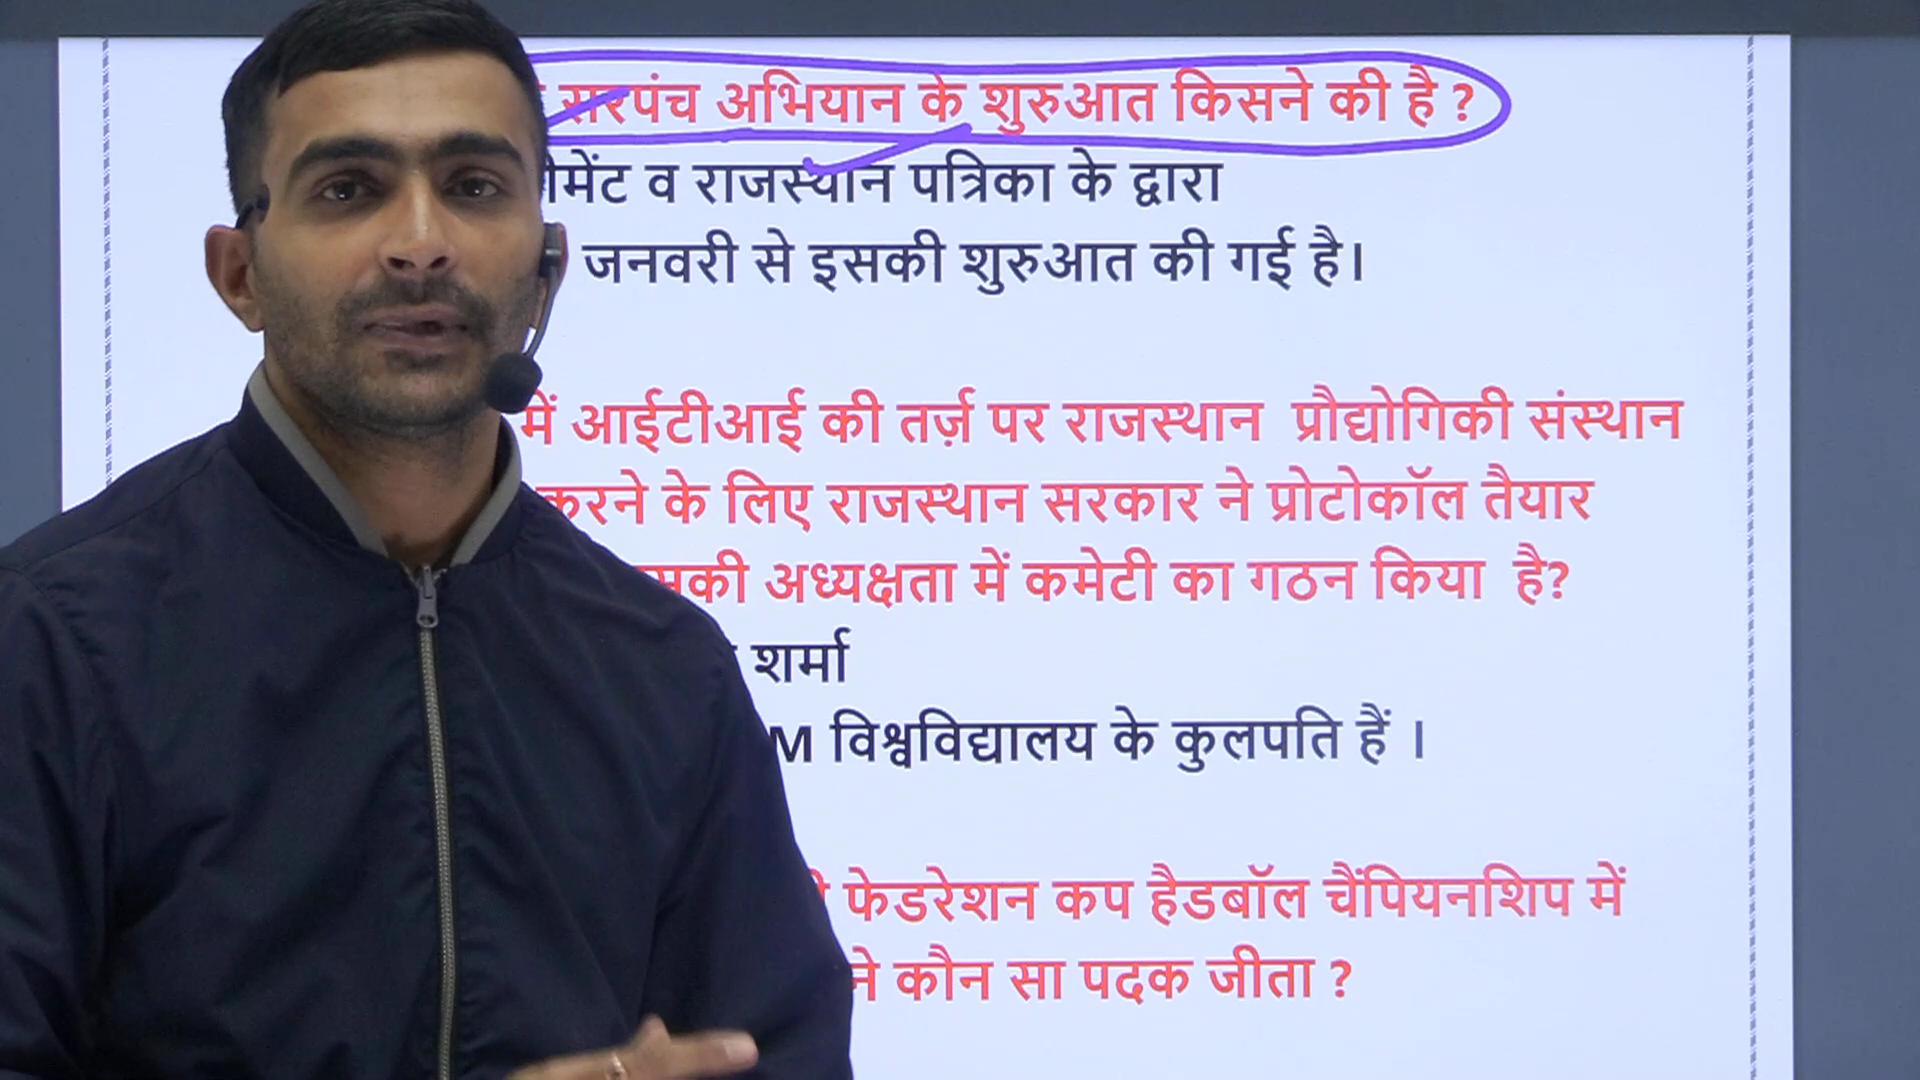 सरपंच अभियान के शुरुआत किसने की है ?
व राजस्थान पत्रिका के द्वारा
जनवरी से इसकी शुरुआत की गई है।
में आईटीआई की तर्ज़ पर राजस्थान प्रौद्योगिकी संस्थान
करने के लिए राजस्थान सरकार ने प्रोटोकॉल तैयार
अध्यक्षता में कमेटी का गठन किया है?
शर्मा
विश्वविद्यालय के कुलपति हैं ।
फेडरेशन कप हैडबॉल चैंपियनशिप में
ने कौन सा पदक जीता ?